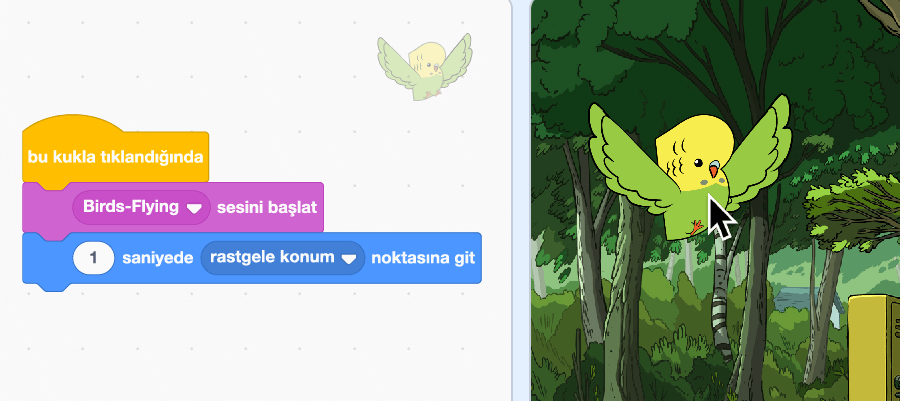 bu kukla tıklandığında
Birds-Flying sesini başlat
1 saniyede rastgele konum noktasına git